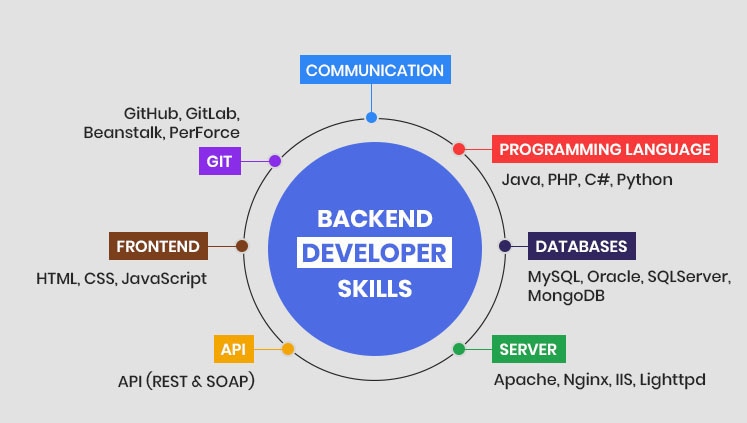 COMMUNICATION
GitHub, GitLab,
Beanstalk, PerForce
GIT
PROGRAMMING LANGUAGE
Java, PHP, C#, Python
BACKEND
DEVELOPER
SKILLS
FRONTEND
HTML, CSS, JavaScript
DATABASES
MySQL, Oracle, SQLServer,
MongoDB
API
API (REST & SOAP)
SERVER
Apache, Nginx, IIS, Lighttpd